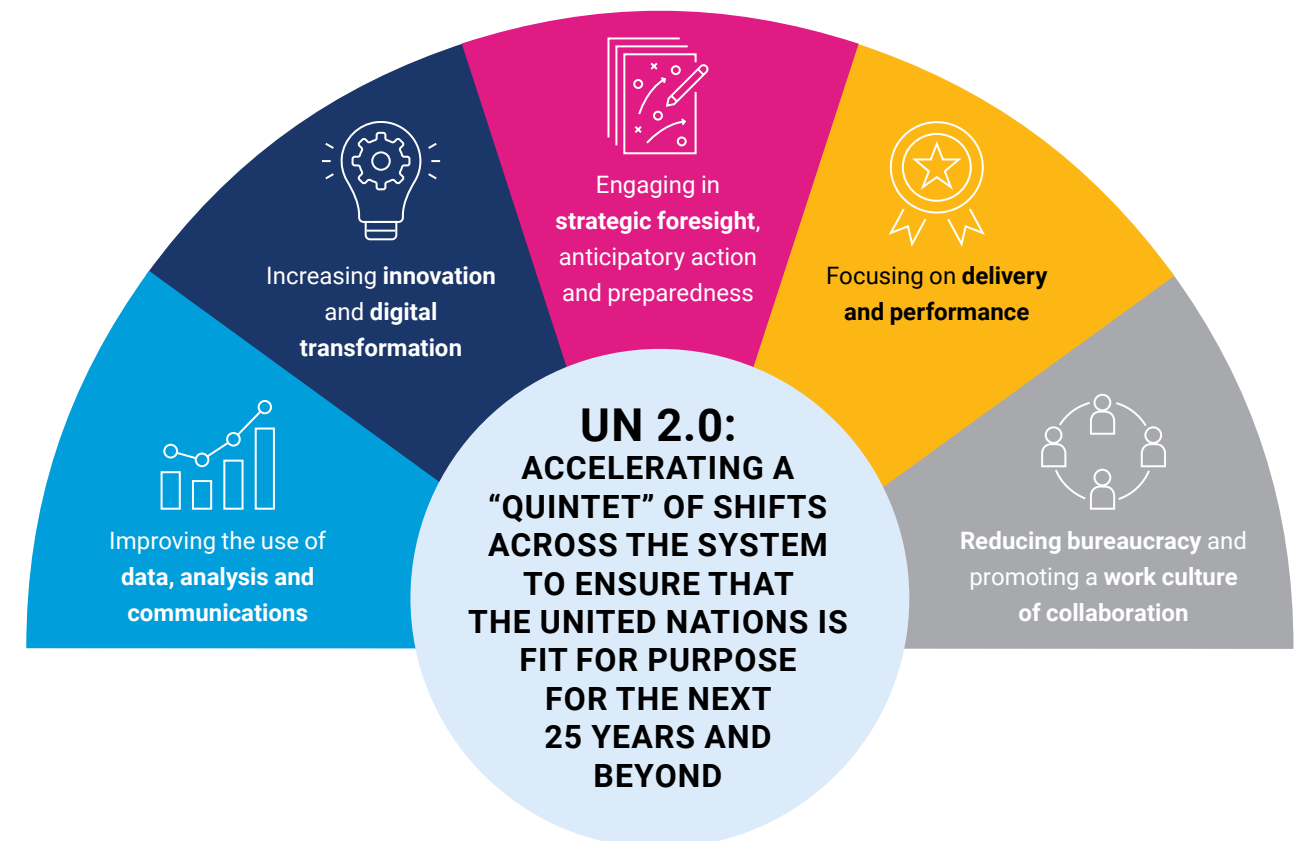 Improving the use of
data, analysis and
communications
Increasing innovation
and digital
transformation
Engaging in
strategic foresight,
anticipatory action
and preparedness
Focusing on delivery
and performance
Reducing bureaucracy and
promoting a work culture
of collaboration
UN 2.0:
ACCELERATING A
“QUINTET” OF SHIFTS
ACROSS THE SYSTEM
TO ENSURE THAT
THE UNITED NATIONS IS
FIT FOR PURPOSE
FOR THE NEXT
25 YEARS AND
BEYOND